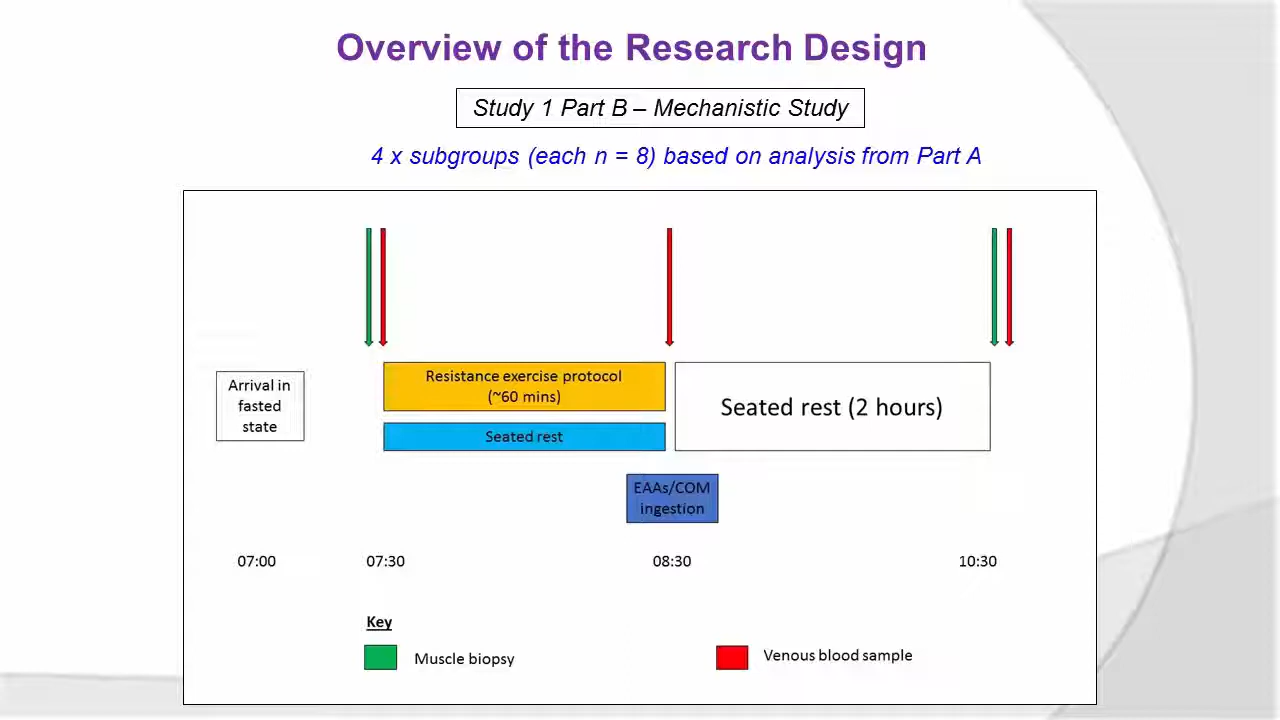 Overview of the Research Design
Study 1 Part B – Mechanistic Study
4 x subgroups (each n = 8) based on analysis from Part A
Arrival in
fasted
state
Resistance exercise protocol
(~60 mins)
Seated rest
Seated rest (2 hours)
EAAs/COM
ingestion
07:00
07:30
08:30
10:30
Key
Muscle biopsy
Venous blood sample